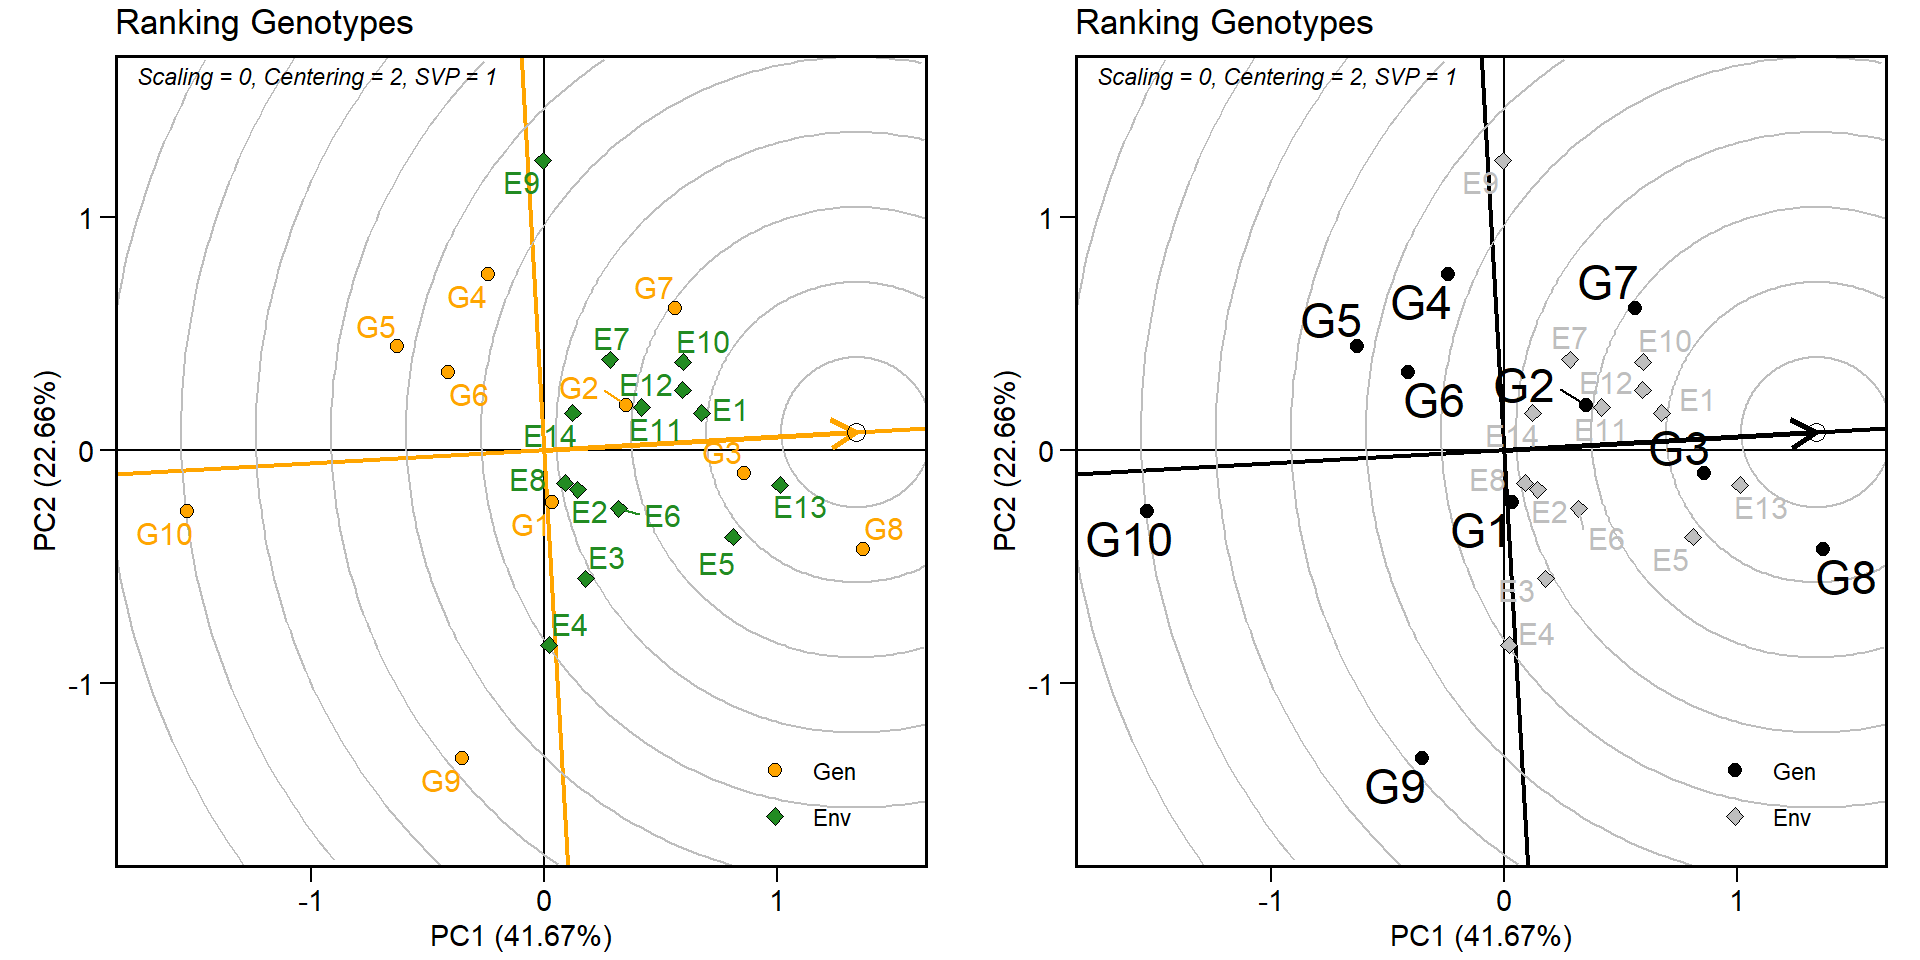 Ranking Genotypes
Scaling = 0, Centering = 2, SVP = 1
E9
G4
G7
G5
E7
E10
G6
G2
E12
E1
E14
E11
G3
E8
G1
E2
E6
E13
G10
G8
E3
E5
E4
G9
Gen
Env
1
0
-1
-1
0
1
PC1 (41.67%)
PC2 (22.66%)
Ranking Genotypes
Scaling = 0, Centering = 2, SVP = 1
E9
G7
G4
G5
E7
E10
G2
E12
G6
E1
E14
E11
G3
E8
G1
E2
E6
E13
G10
E5
G8
E3
E4
G9
Gen
Env
1
0
-1
-1
0
1
PC1 (41.67%)
PC2 (22.66%)